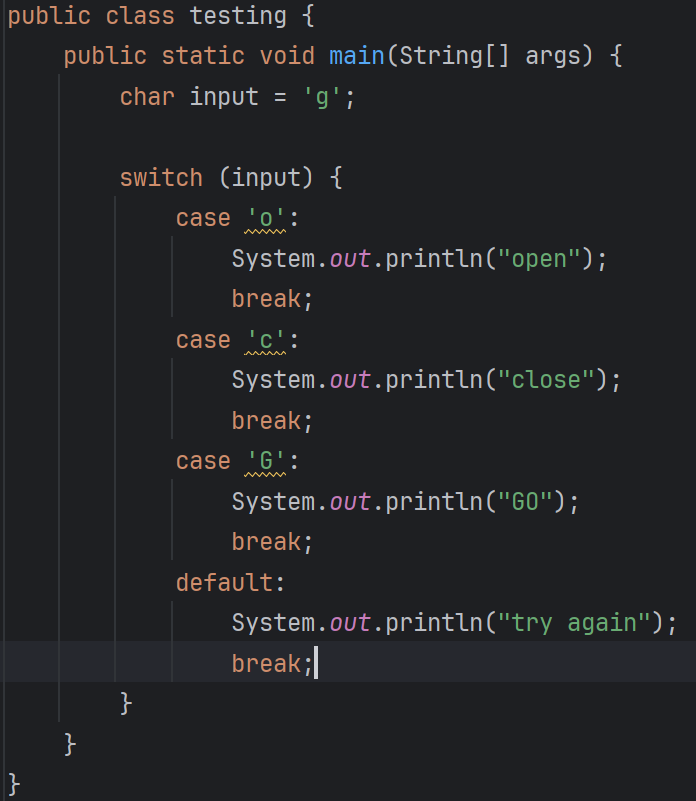 public class testing {
    public static void main(String[] args) {
        char input = 'g';

        switch (input) {
            case 'o':
                System.out.println("open");
                break;
            case 'c':
                System.out.println("close");
                break;
            case 'G':
                System.out.println("GO");
                break;
            default:
                System.out.println("try again");
                break;
        }
    }
}